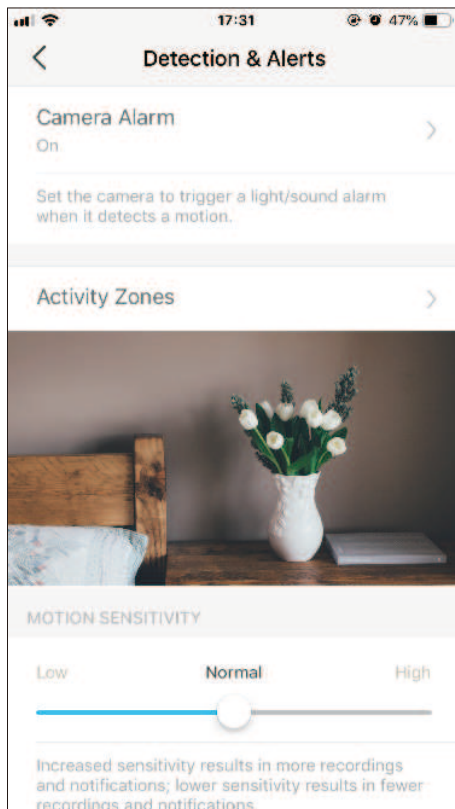 17:31
47%
Detection & Alerts
Camera Alarm
On
Set the camera to trigger a light/sound alarm
when it detects a motion.
Activity Zones
MOTION SENSITIVITY
Low Normal High
Increased sensitivity results in more recordings
and notifications; lower sensitivity results in fewer
recordings and notifications